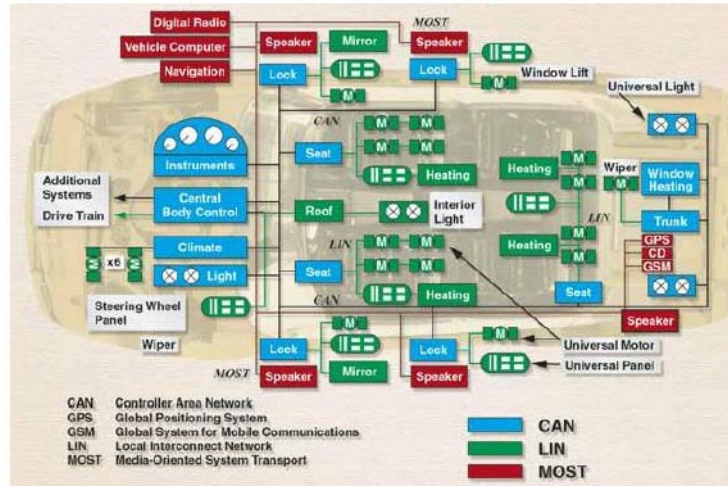 Digital Radio
Vehicle Computer
Navigation
Speaker
Mirror
MOST
Speaker
Lock
Lock
M
M
Window Lift
Universal Light
CAN
Instruments
Seat
M M
M M
Heating
Heating
M
M
Wiper
M
Window
Heating
Additional
Systems
Drive Train
Central
Body Control
Roof
Interior
Light
LIN
Trunk
Climate
LIN
M M
Heating
M
GPS
CD
GSM
M x6 M
Light
Seat
M M
M
Steering Wheel
Panel
CAN
Heating
Seat
Speaker
Wiper
M
M
Universal Motor
Lock
Lock
Universal Panel
MOST
Speaker
Mirror
Speaker
CAN Controller Area Network
GPS Global Positioning System
GSM Global System for Mobile Communications
LIN Local Interconnect Network
MOST Media-Oriented System Transport
CAN
LIN
MOST